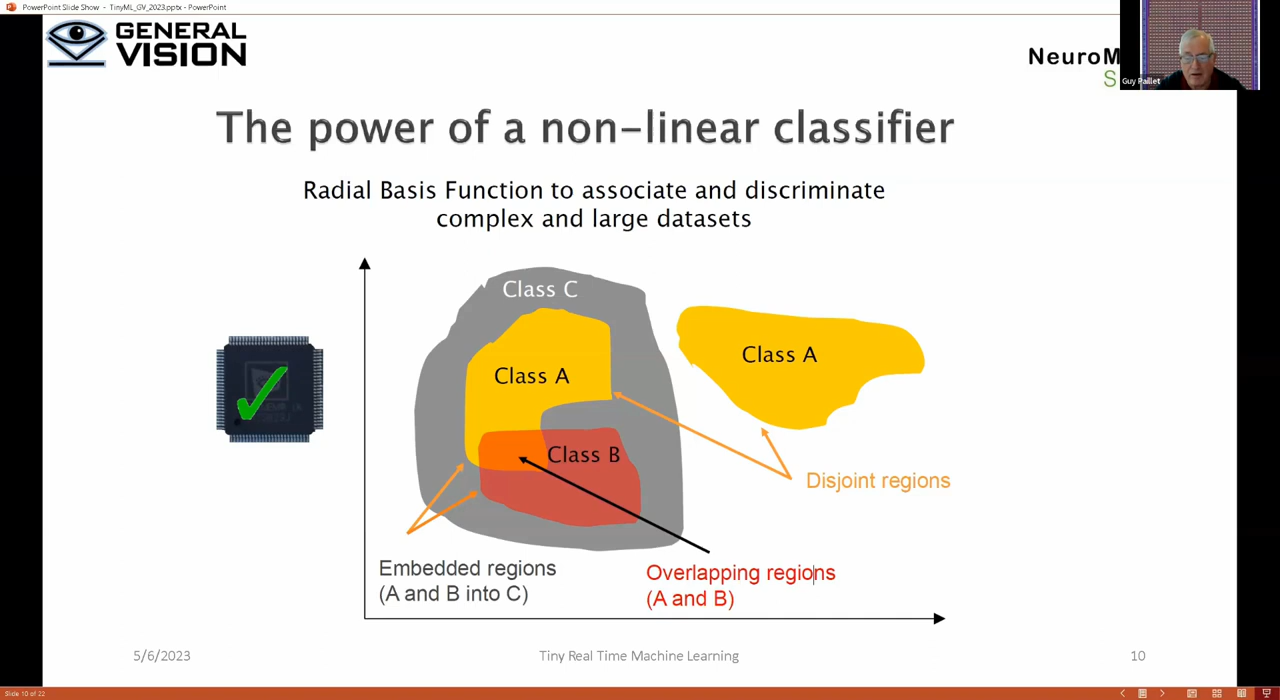 PowerPoint Slide Show - TinyML_GV_2023.pptx - PowerPoint
GENERAL
VISION
NeuroM
S
Guy Paillet
The power of a non-linear classifier
Radial Basis Function to associate and discriminate
complex and large datasets
Class C
Class A
Class A
Class B
Disjoint regions
Embedded regions
(A and B into C)
Overlapping regions
(A and B)
5/6/2023
Tiny Real Time Machine Learning
10
Slide 10 of 22